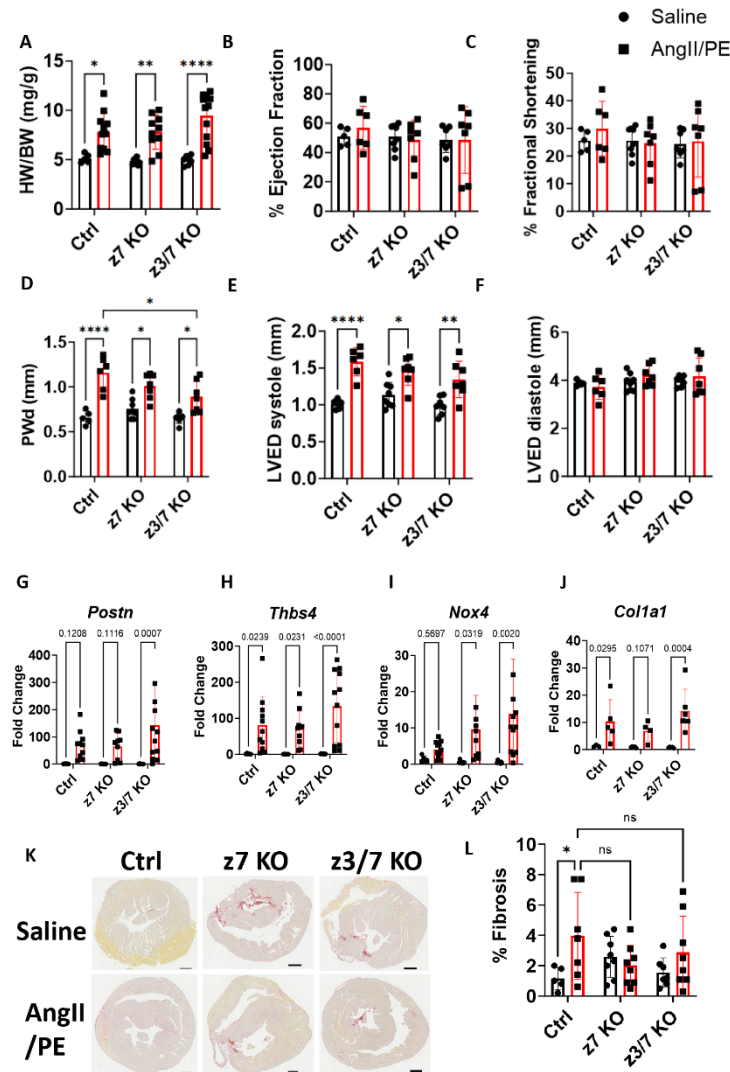 Saline
AngII/PE
A
* ** ****
HW/BW (mg/g)
15
10
5
0
Ctrl
z7 KO
z3/7 KO
B
% Ejection Fraction
100
80
60
40
20
0
Ctrl
z7 KO
z3/7 KO
C
% Fractional Shortening
50
40
30
20
10
0
Ctrl
z7 KO
z3/7 KO
D
*
**** * *
PWd (mm)
1.5
1.0
0.5
0.0
Ctrl
z7 KO
z3/7 KO
E
**** * **
LVED systole (mm)
2.0
1.5
1.0
0.5
0.0
Ctrl
z7 KO
z3/7 KO
F
LVED diastole (mm)
6
4
2
0
Ctrl
z7 KO
z3/7 KO
G
Postn
0.1208 0.1116 0.0007
Fold Change
400
300
200
100
0
Ctrl
z7 KO
z3/7 KO
H
Thbs4
0.0239 0.0231 <0.0001
Fold Change
300
200
100
0
Ctrl
z7 KO
z3/7 KO
I
Nox4
0.5697 0.0319 0.0020
Fold Change
30
20
10
0
Ctrl
z7 KO
z3/7 KO
J
Col1a1
0.0295 0.1071 0.0004
Fold Change
40
30
20
10
0
Ctrl
z7 KO
z3/7 KO
K
Ctrl z7 KO z3/7 KO
Saline
AngII
/PE
L
ns
* ns
% Fibrosis
10
8
6
4
2
0
Ctrl
z7 KO
z3/7 KO